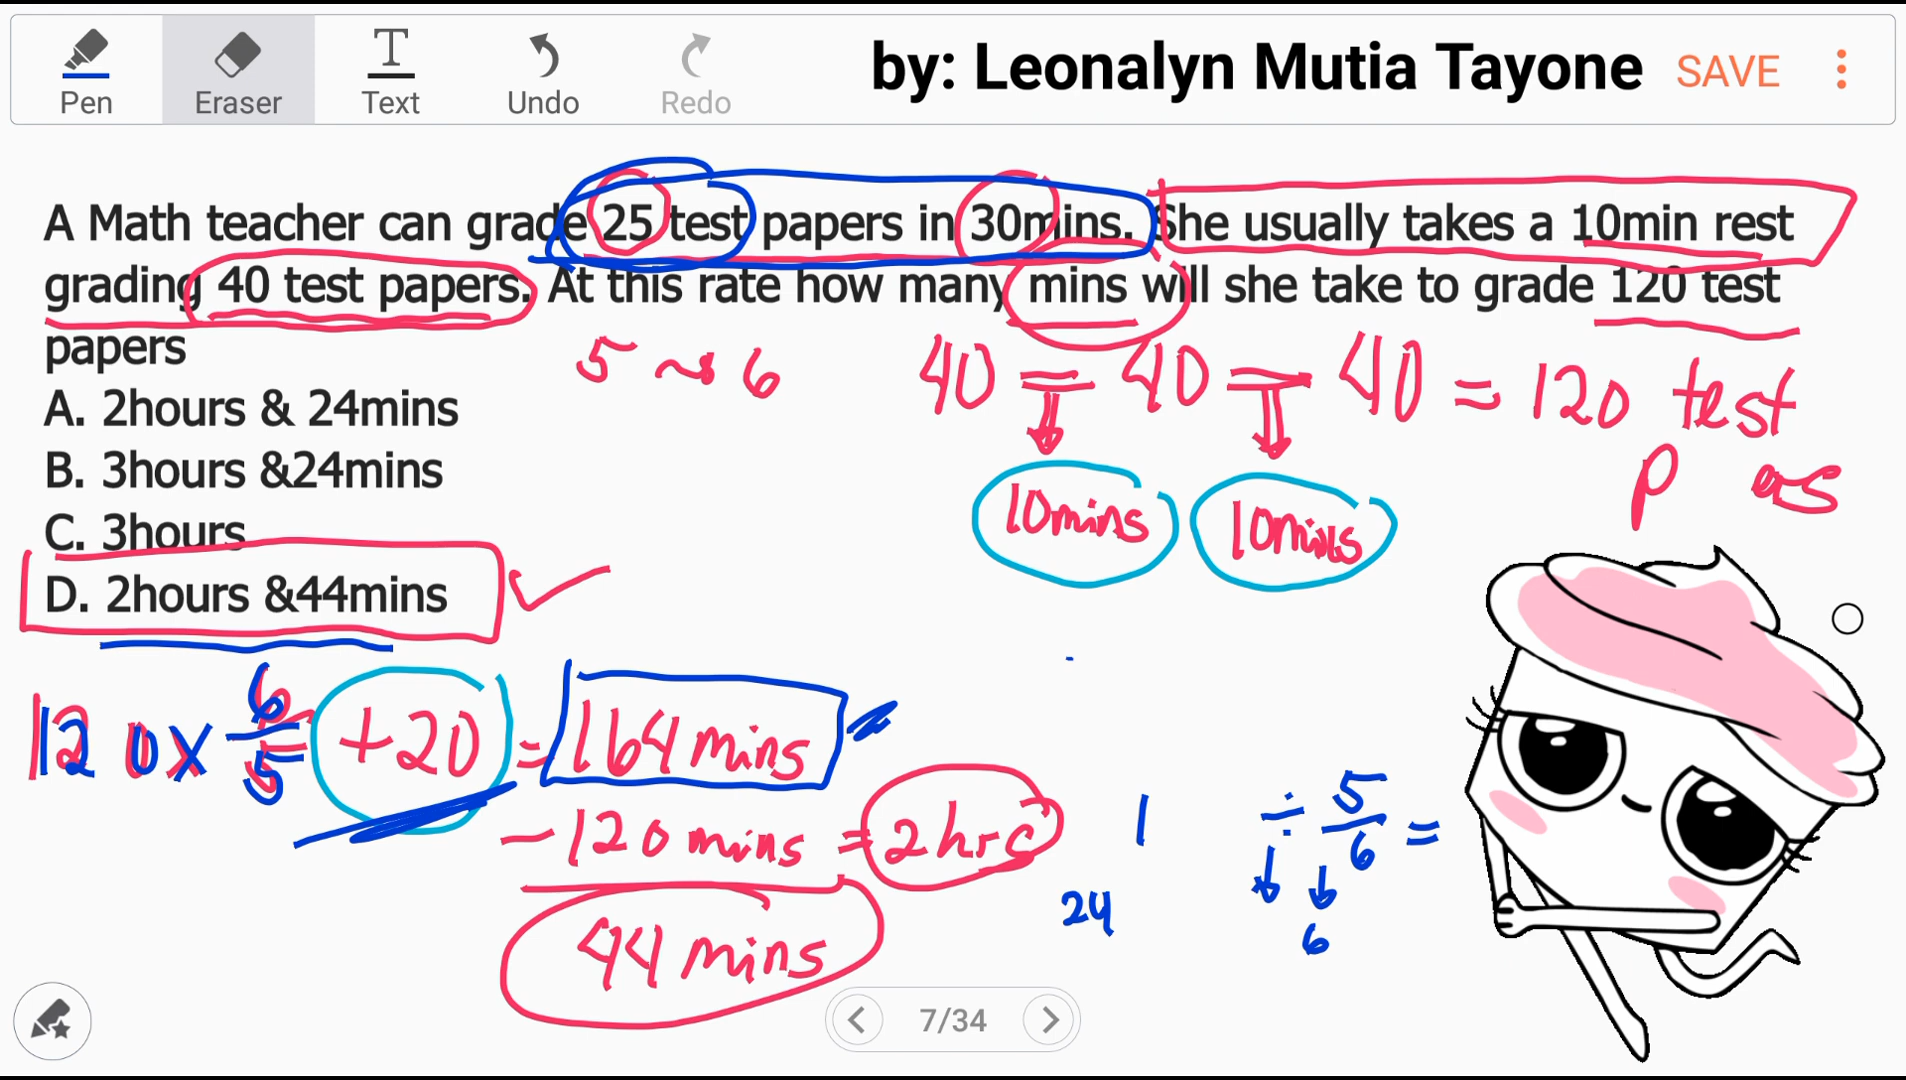 Pen
Eraser
Text
Undo
Redo
by: Leonalyn Mutia Tayone
SAVE
A Math teacher can grade 25 test papers in 30mins. She usually takes a 10min rest
grading 40 test papers. At this rate how many mins will she take to grade 120 test
papers
A. 2hours & 24mins
B. 3hours &24mins
C. 3hours
D. 2hours &44mins
5 6
40 40 40 = 120 test
10mins 10mins
120 x 6/5 +20 = 164 mins
- 120 mins = 2 hrs
44 mins
1 ÷ 5/6 =
24
6
7/34